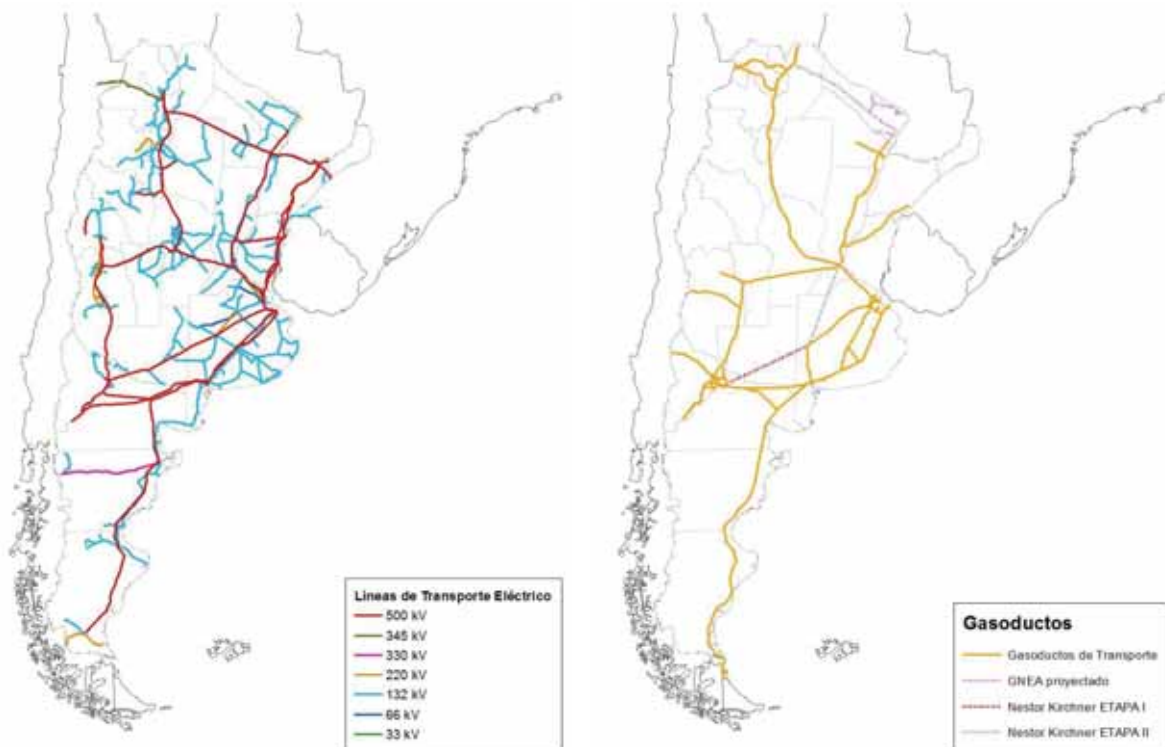 Lineas de Transporte Eléctrico
500 kV
345 kV
330 kV
220 kV
132 kV
66 kV
33 kV
Gasoductos
Gasoductos de Transporte
GNEA proyectado
Nestor Kirchner ETAPA I
Nestor Kirchner ETAPA II